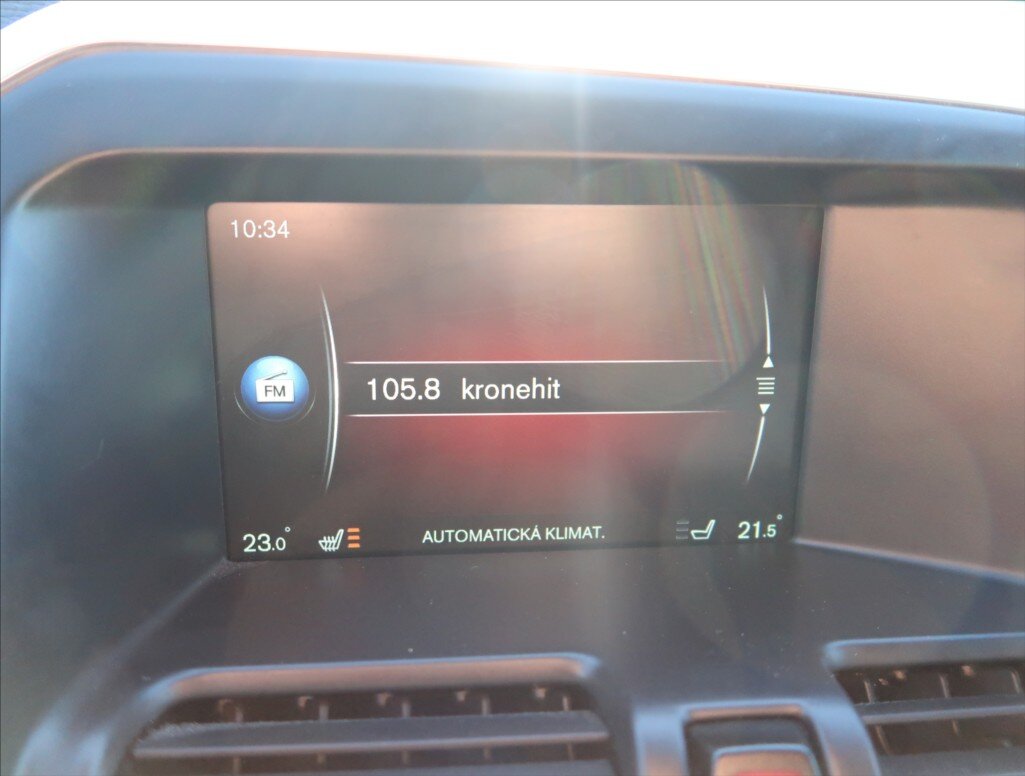 10:34
FM
105.8 kronehit
23.0° AUTOMATICKÁ KLIMAT. 21.5°